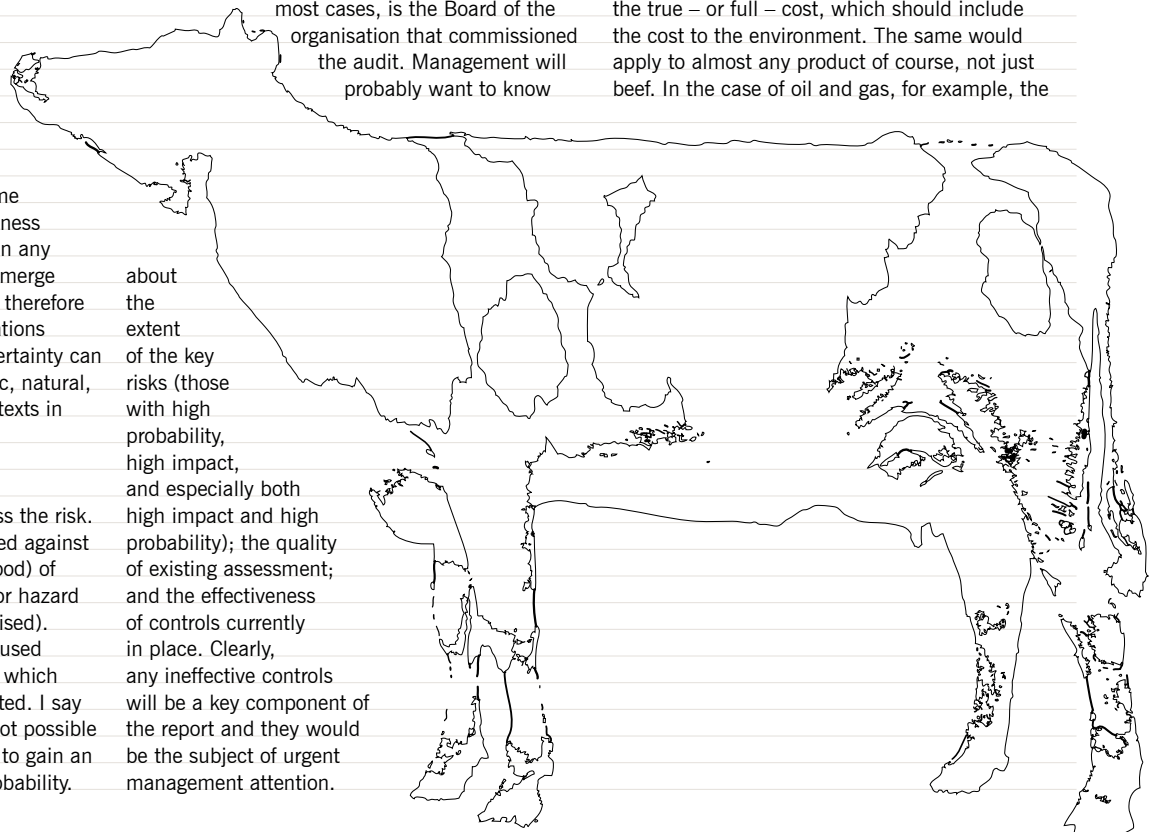 me
ness
n any
merge
therefore
tions
ertainty can
c, natural,
texts in
ss the risk.
ed against
ood) of
or hazard
ised).
used
which
ted. I say
ot possible
to gain an
obability.
most cases, is the Board of the
organisation that commissioned
the audit. Management will
probably want to know
about
the
extent
of the key
risks (those
with high
probability,
high impact,
and especially both
high impact and high
probability); the quality
of existing assessment;
and the effectiveness
of controls currently
in place. Clearly,
any ineffective controls
will be a key component of
the report and they would
be the subject of urgent
management attention.
the true – or full – cost, which should include
the cost to the environment. The same would
apply to almost any product of course, not just
beef. In the case of oil and gas, for example, the